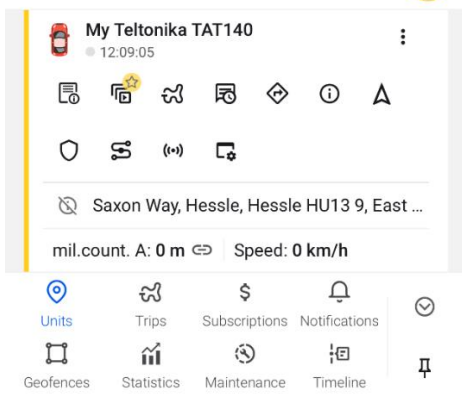 My Teltonika TAT140
12:09:05
Saxon Way, Hessle, Hessle HU13 9, East ...
mil.count. A: 0 m Speed: 0 km/h
Units Trips Subscriptions Notifications
Geofences Statistics Maintenance Timeline